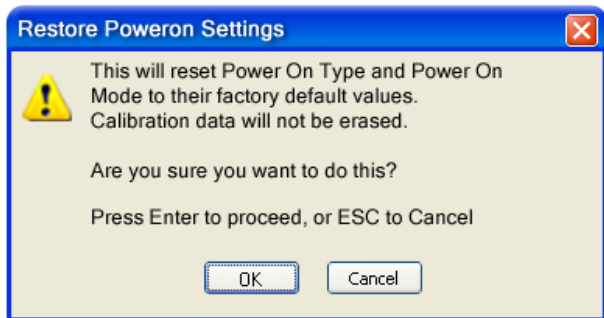 Restore Poweron Settings
This will reset Power On Type and Power On
Mode to their factory default values.
Calibration data will not be erased.
Are you sure you want to do this?
Press Enter to proceed, or ESC to Cancel
OK
Cancel